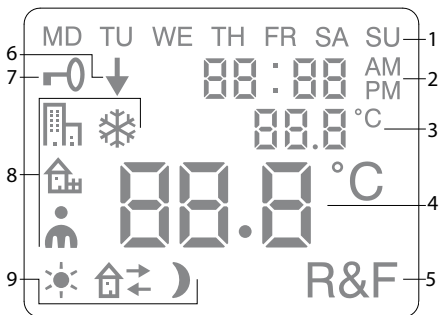 MD TU WE TH FR SA SU 1
6
7 88:88 AM PM 2
88.8 °C 3
8 88.8 °C 4
9 R&F 5